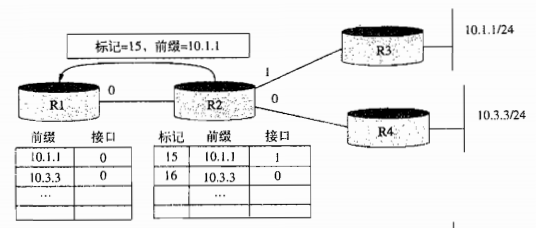 标记=15、前缀=10.1.1
R3
10.1.1/24
1
0
R1
R2
0
R4
10.3.3/24
前缀 接口
10.1.1 0
10.3.3 0
...
标记 前缀 接口
15 10.1.1 1
16 10.3.3 0
...